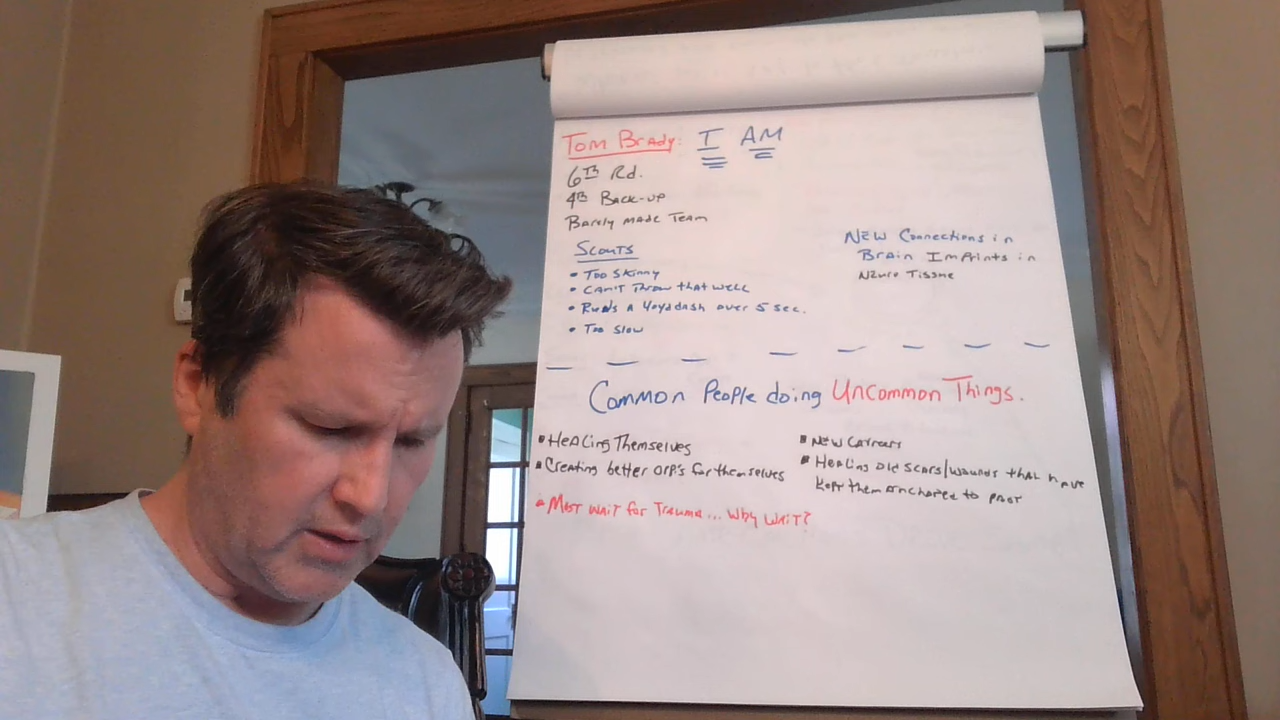 Tom Brady: I AM
6TH Rd.
4th Back-up
Barely made Team
Scouts
• Too Skinny
• Can't Throw that well
• Runs a 40yd dash over 5 sec.
• Too Slow
New Connections in
Brain Imprints in
Neuro Tissue
Common People doing Uncommon Things.
▪ Healing Themselves
▪ Creating better opp's for themselves
▪ Most wait for Trauma... Why Wait?
▪ New Careers
▪ Healing old scars/wounds that have
kept them anchored to past